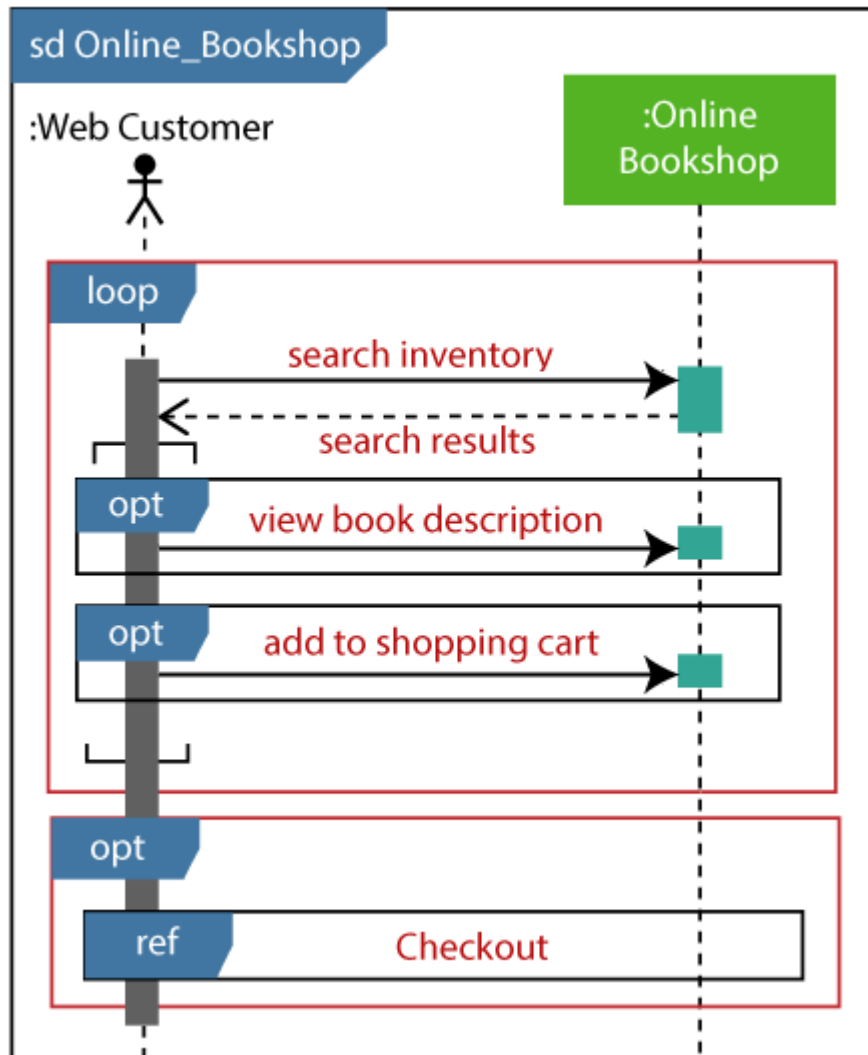 sd Online_Bookshop
:Web Customer
:Online
Bookshop
loop
search inventory
search results
opt
view book description
opt
add to shopping cart
opt
ref
Checkout